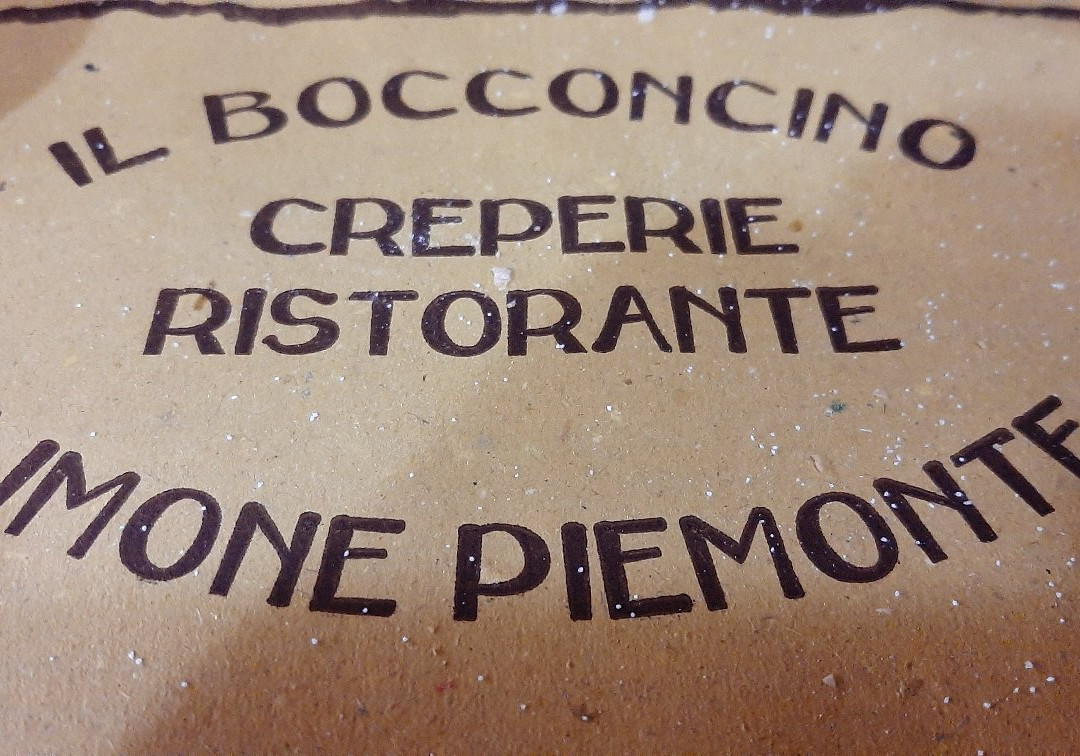 IL BOCCONCINO
CREPERIE
RISTORANTE
IMONE PIEMONTE